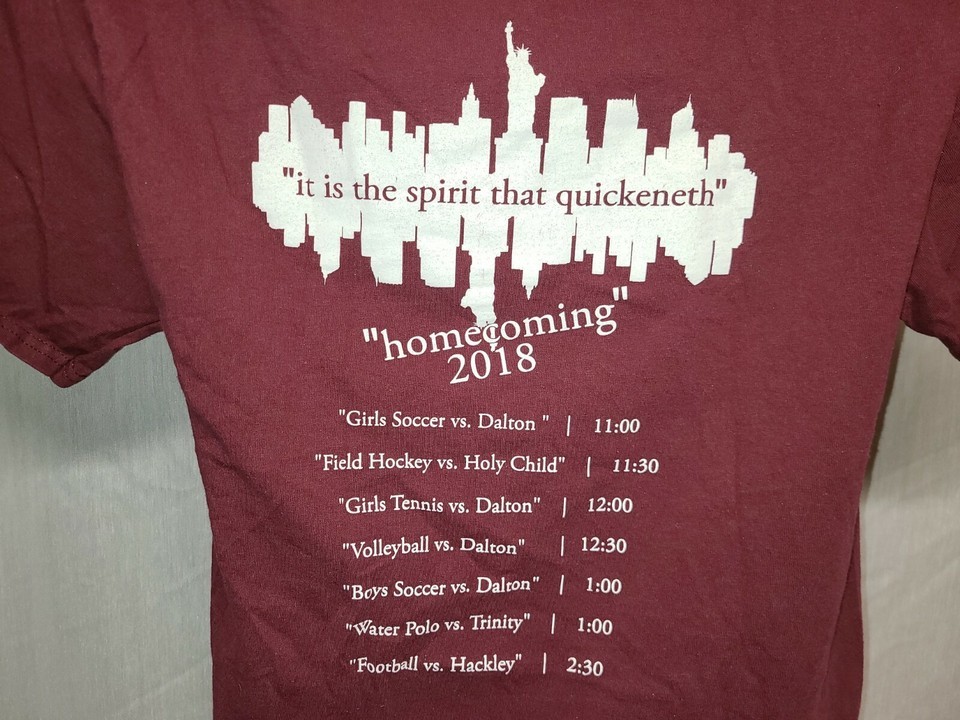 "it is the spirit that quickeneth"
"homecoming"
2018
"Girls Soccer vs. Dalton " | 11:00
"Field Hockey vs. Holy Child" | 11:30
"Girls Tennis vs. Dalton" | 12:00
"Volleyball vs. Dalton" | 12:30
"Boys Soccer vs. Dalton" | 1:00
"Water Polo vs. Trinity" | 1:00
"Football vs. Hackley" | 2:30